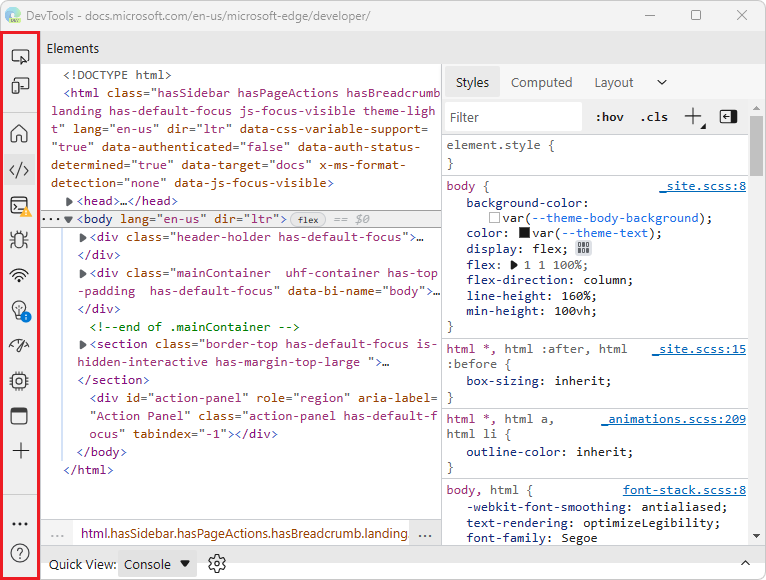 DevTools - docs.microsoft.com/en-us/microsoft-edge/developer/
Elements
<!DOCTYPE html>
<html class="hasSidebar hasPageActions hasBreadcrumb
landing has-default-focus js-focus-visible theme-ligh
t" lang="en-us" dir="ltr" data-css-variable-support=
"true" data-authenticated="false" data-auth-status-
determined="true" data-target="docs" x-ms-format-
detection="none" data-js-focus-visible>
<head>…</head>
<body lang="en-us" dir="ltr"> flex == $0
<div class="header-holder has-default-focus">…
</div>
<div class="mainContainer uhf-container has-top
-padding has-default-focus" data-bi-name="body">…
</div>
<!--end of .mainContainer -->
<section class="border-top has-default-focus is-
hidden-interactive has-margin-top-large ">…
</section>
<div id="action-panel" role="region" aria-label=
"Action Panel" class="action-panel has-default-f
ocus" tabindex="-1"></div>
</body>
</html>
... html.hasSidebar.hasPageActions.hasBreadcrumb.landing. ...
Styles Computed Layout
Filter :hov .cls
element.style {
}
body { _site.scss:8
background-color:
var(--theme-body-background);
color: var(--theme-text);
display: flex;
flex: 1 1 100%;
flex-direction: column;
line-height: 160%;
min-height: 100vh;
}
html *, html :after, html _site.scss:15
:before {
box-sizing: inherit;
}
html *, html a, _animations.scss:209
html li {
outline-color: inherit;
}
body, html { font-stack.scss:8
-webkit-font-smoothing: antialiased;
text-rendering: optimizeLegibility;
font-family: Segoe
Quick View: Console